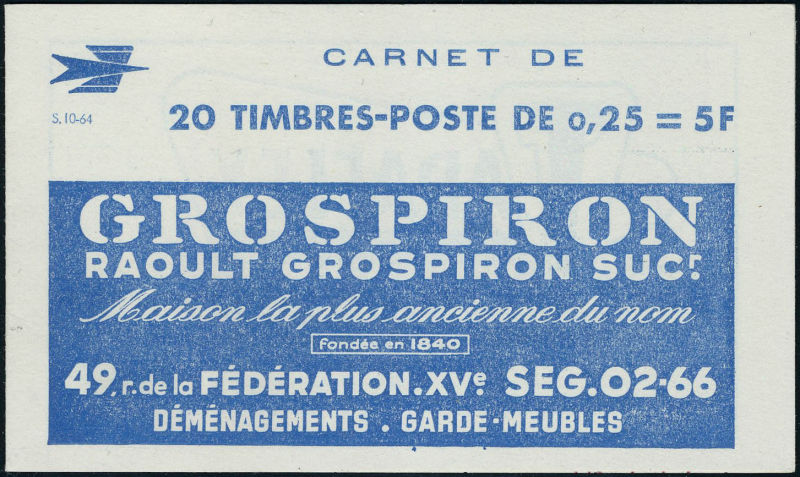 CARNET DE
S.10-64
20 TIMBRES-POSTE DE 0,25 = 5F
GROSPIRON
RAOULT GROSPIRON SUCr.
Maison la plus ancienne du nom
fondée en 1840
49, r. de la FÉDÉRATION. XVe SEG. 02-66
DÉMÉNAGEMENTS . GARDE-MEUBLES